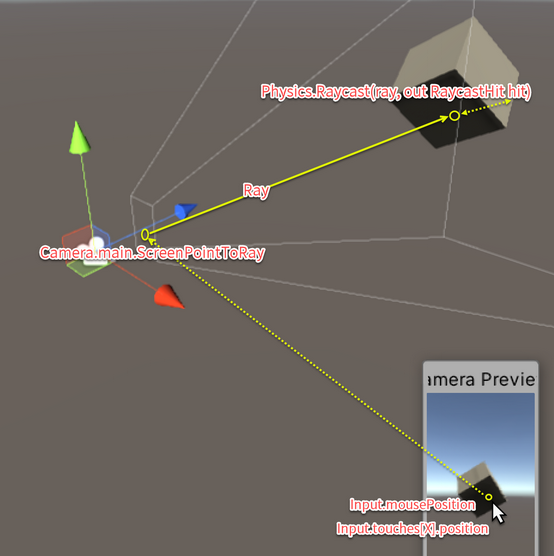 Physics.Raycast(ray, out RaycastHit hit)
Ray
Camera.main.ScreenPointToRay
amera Previe
Input.mousePosition
Input.touches[X].position